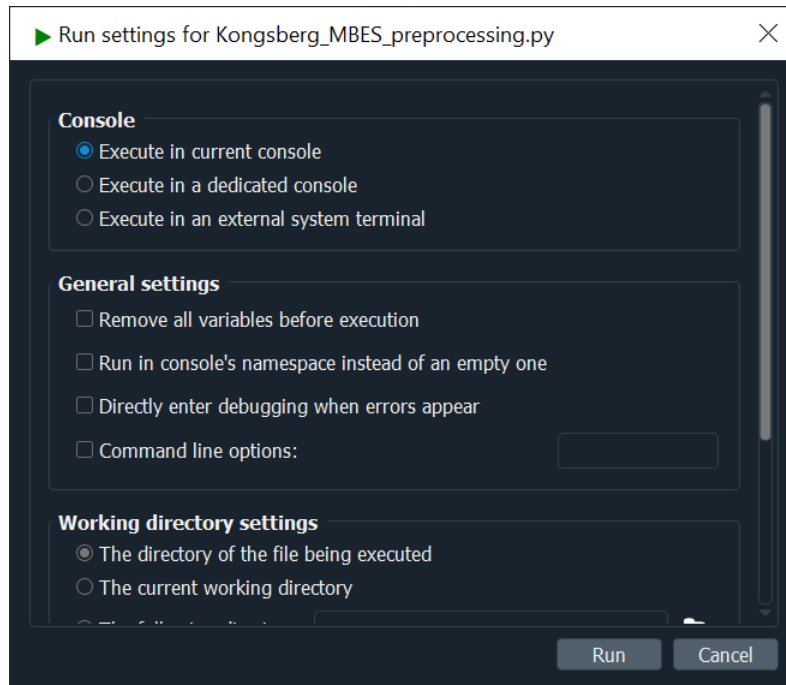 Run settings for Kongsberg_MBES_preprocessing.py
Console
Execute in current console
Execute in a dedicated console
Execute in an external system terminal
General settings
Remove all variables before execution
Run in console's namespace instead of an empty one
Directly enter debugging when errors appear
Command line options:
Working directory settings
The directory of the file being executed
The current working directory
Run Cancel